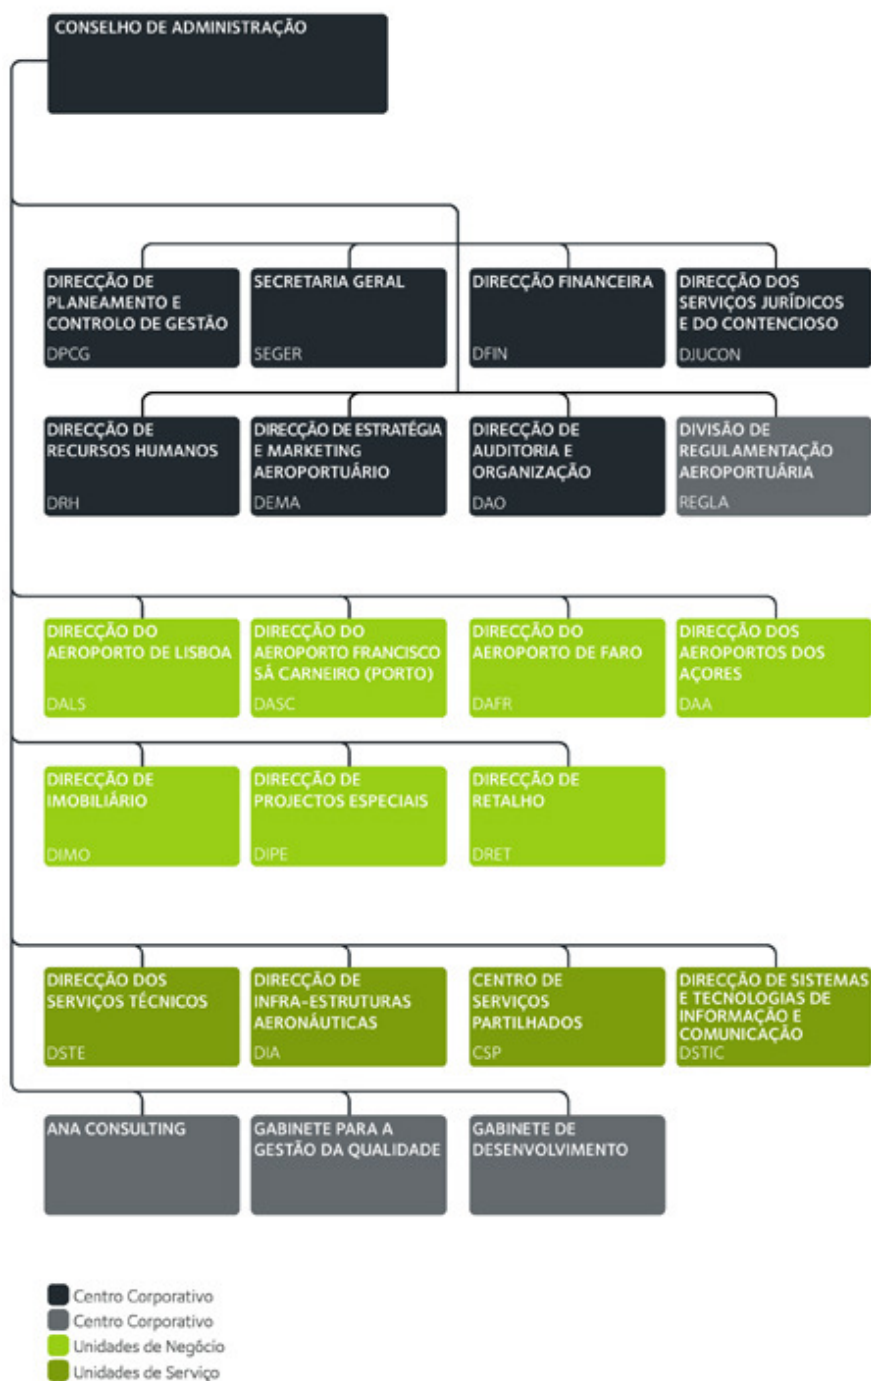 CONSELHO DE ADMINISTRAÇÃO
DIRECÇÃO DE
PLANEAMENTO E
CONTROLO DE GESTÃO
DPCG
SECRETARIA GERAL
SEGER
DIRECÇÃO FINANCEIRA
DFIN
DIRECÇÃO DOS
SERVIÇOS JURÍDICOS
E DO CONTENCIOSO
DJUCON
DIRECÇÃO DE
RECURSOS HUMANOS
DRH
DIRECÇÃO DE ESTRATÉGIA
E MARKETING
AEROPORTUÁRIO
DEMA
DIRECÇÃO DE
AUDITORIA E
ORGANIZAÇÃO
DAO
DIVISÃO DE
REGULAMENTAÇÃO
AEROPORTUÁRIA
REGLA
DIRECÇÃO DO
AEROPORTO DE LISBOA
DALS
DIRECÇÃO DO
AEROPORTO FRANCISCO
SÁ CARNEIRO (PORTO)
DASC
DIRECÇÃO DO
AEROPORTO DE FARO
DAFR
DIRECÇÃO DOS
AEROPORTOS DOS
AÇORES
DAA
DIRECÇÃO DE
IMOBILIÁRIO
DIMO
DIRECÇÃO DE
PROJECTOS ESPECIAIS
DIPE
DIRECÇÃO DE
RETALHO
DRET
DIRECÇÃO DOS
SERVIÇOS TÉCNICOS
DSTE
DIRECÇÃO DE
INFRA-ESTRUTURAS
AERONÁUTICAS
DIA
CENTRO DE
SERVIÇOS
PARTILHADOS
CSP
DIRECÇÃO DE SISTEMAS
E TECNOLOGIAS DE
INFORMAÇÃO E
COMUNICAÇÃO
DSTIC
ANA CONSULTING
GABINETE PARA A
GESTÃO DA QUALIDADE
GABINETE DE
DESENVOLVIMENTO
Centro Corporativo
Centro Corporativo
Unidades de Negócio
Unidades de Serviço